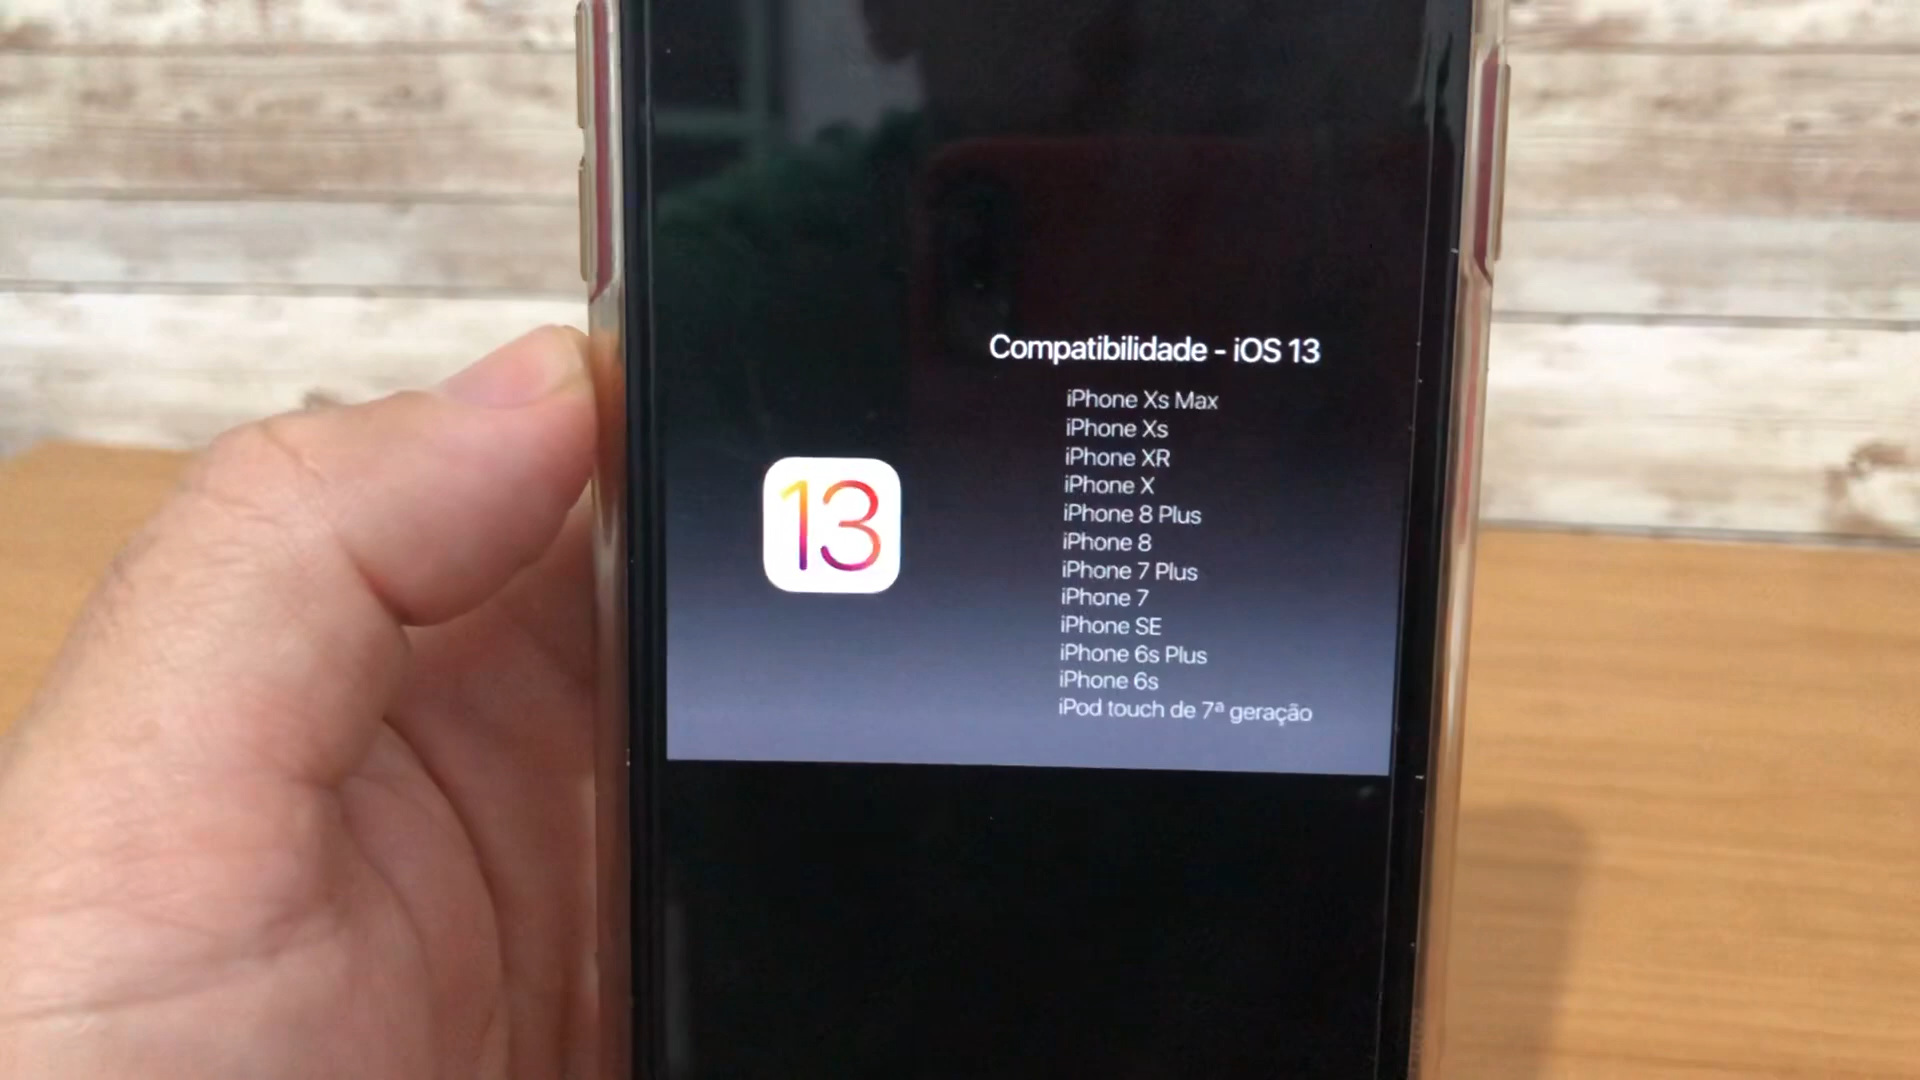 13
Compatibilidade - iOS 13
iPhone Xs Max
iPhone Xs
iPhone XR
iPhone X
iPhone 8 Plus
iPhone 8
iPhone 7 Plus
iPhone 7
iPhone SE
iPhone 6s Plus
iPhone 6s
iPod touch de 7ª geração